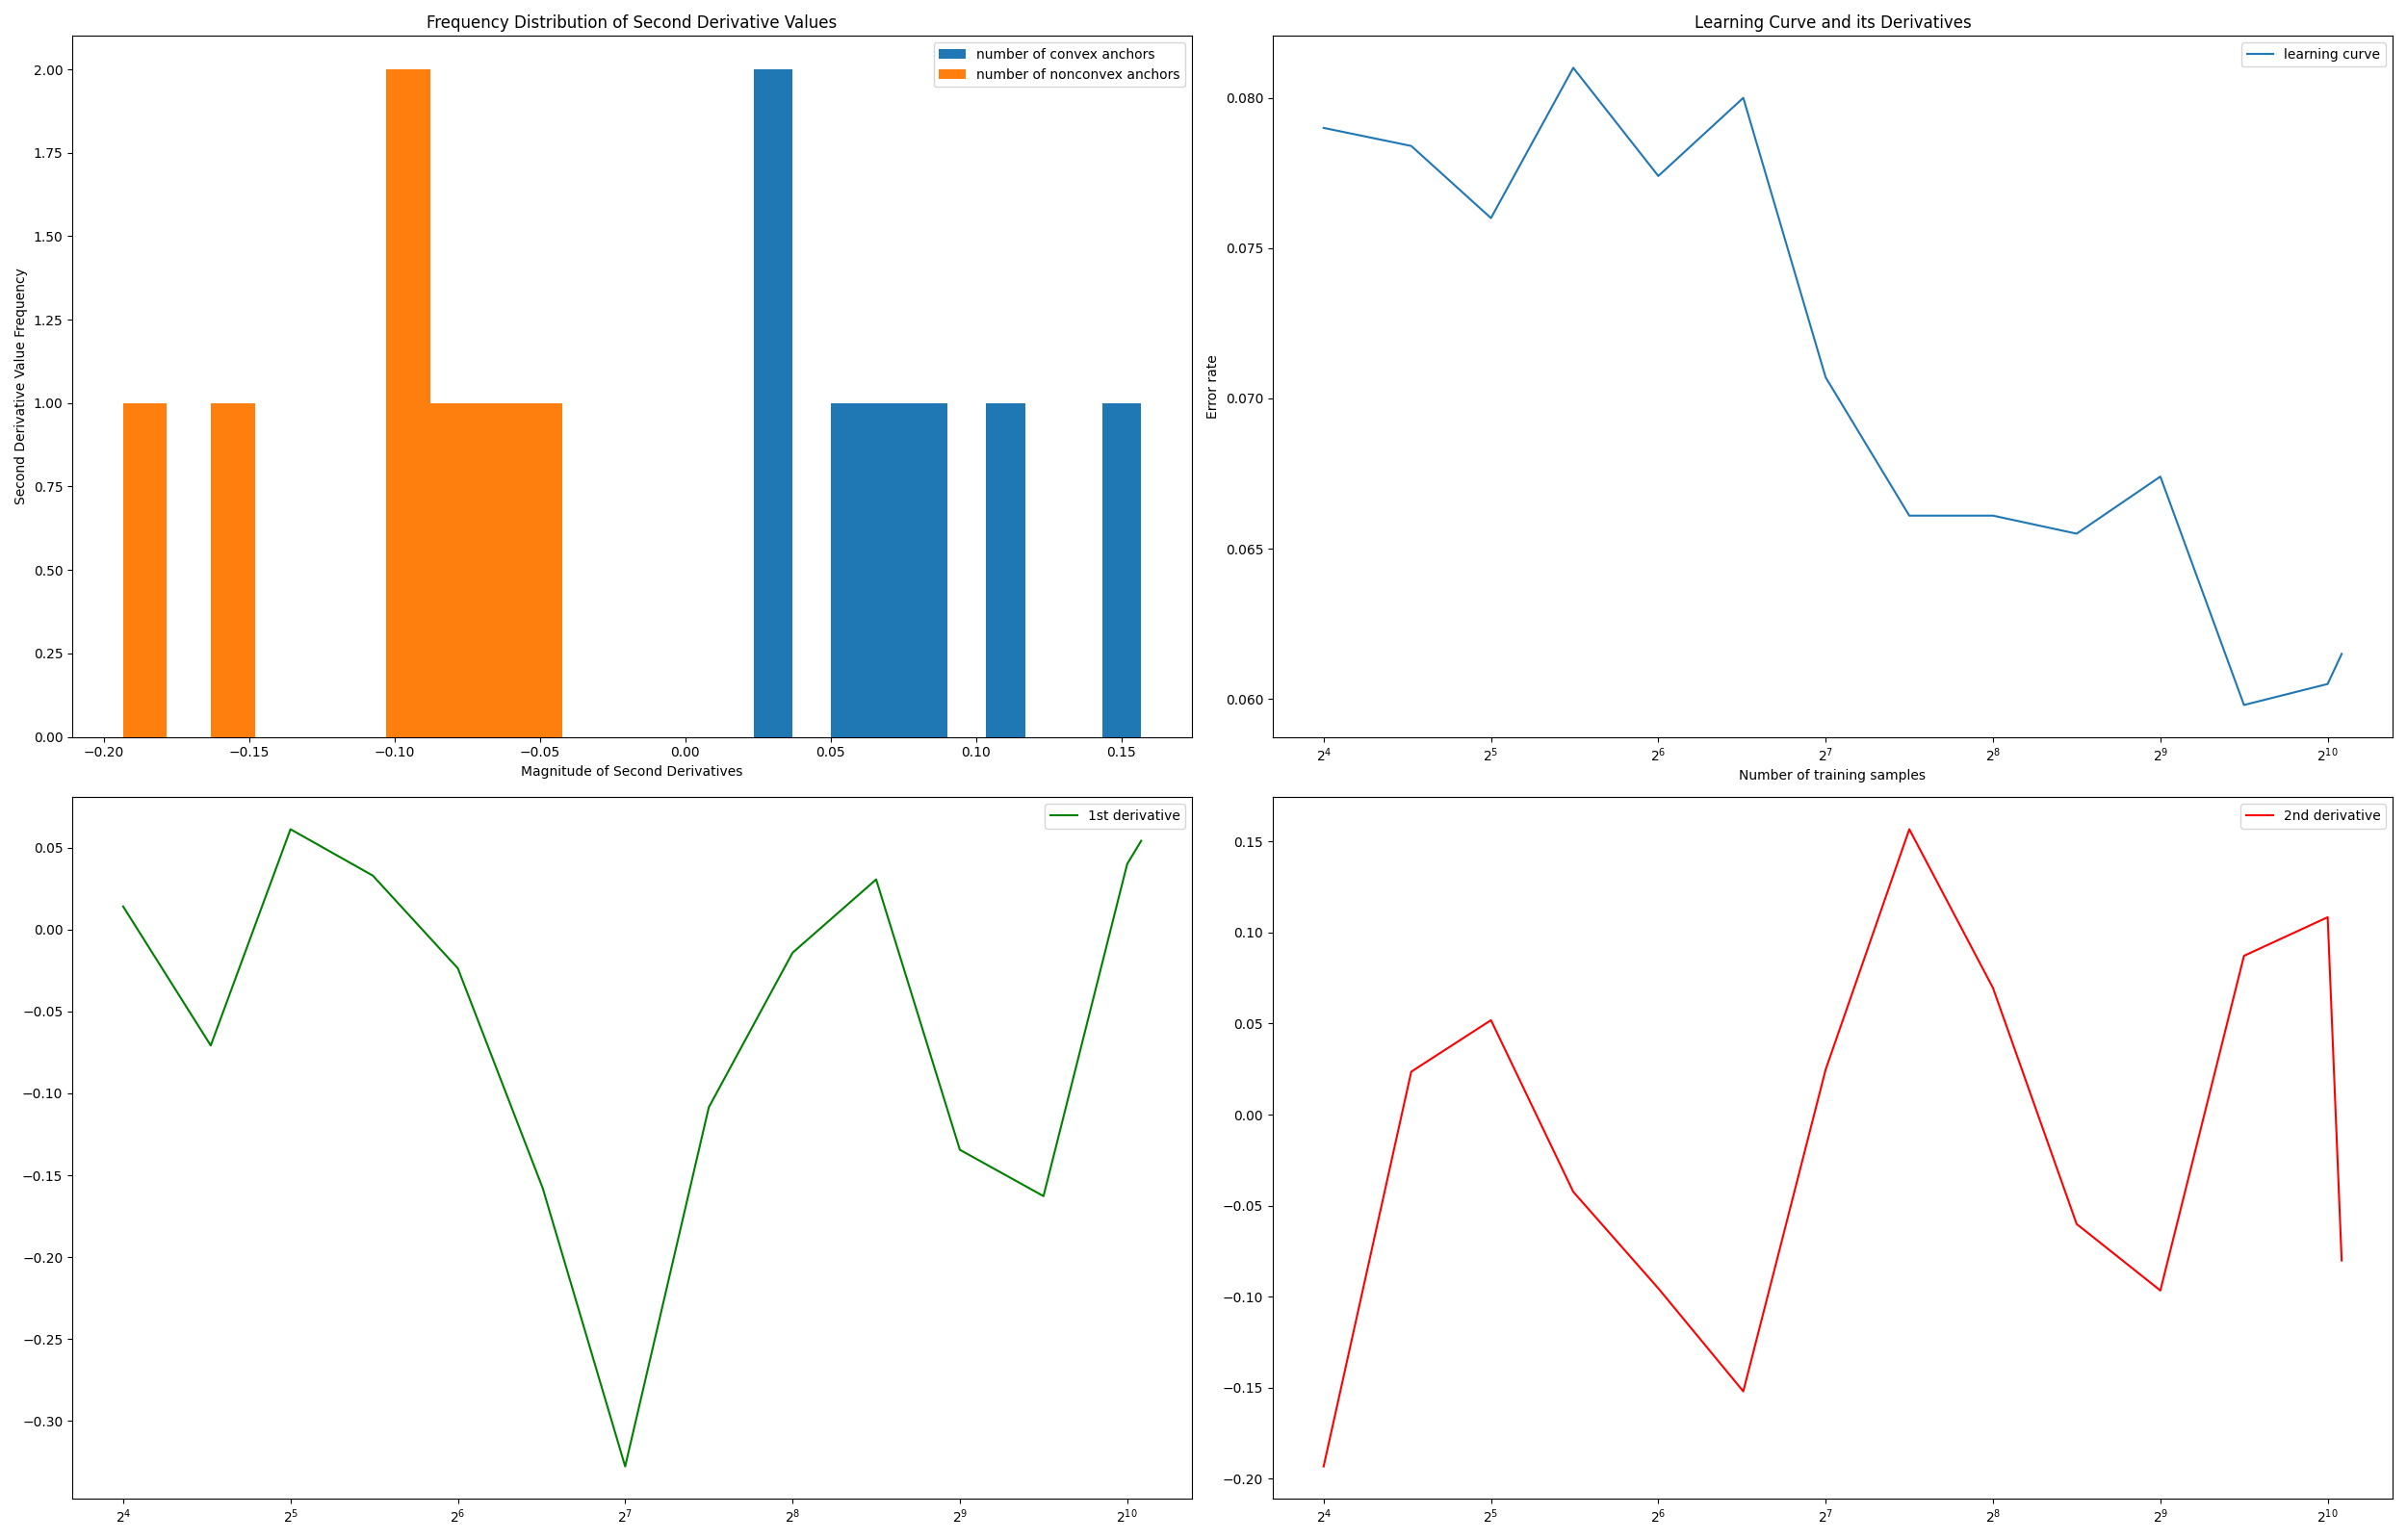 Frequency Distribution of Second Derivative Values
number of convex anchors
number of nonconvex anchors
Second Derivative Value Frequency
2.00
1.75
1.50
1.25
1.00
0.75
0.50
0.25
0.00
−0.20 −0.15 −0.10 −0.05 0.00 0.05 0.10 0.15
Magnitude of Second Derivatives
Learning Curve and its Derivatives
learning curve
Error rate
0.080
0.075
0.070
0.065
0.060
2⁴ 2⁵ 2⁶ 2⁷ 2⁸ 2⁹ 2¹⁰
Number of training samples
1st derivative
0.05
0.00
−0.05
−0.10
−0.15
−0.20
−0.25
−0.30
2⁴ 2⁵ 2⁶ 2⁷ 2⁸ 2⁹ 2¹⁰
2nd derivative
0.15
0.10
0.05
0.00
−0.05
−0.10
−0.15
−0.20
2⁴ 2⁵ 2⁶ 2⁷ 2⁸ 2⁹ 2¹⁰